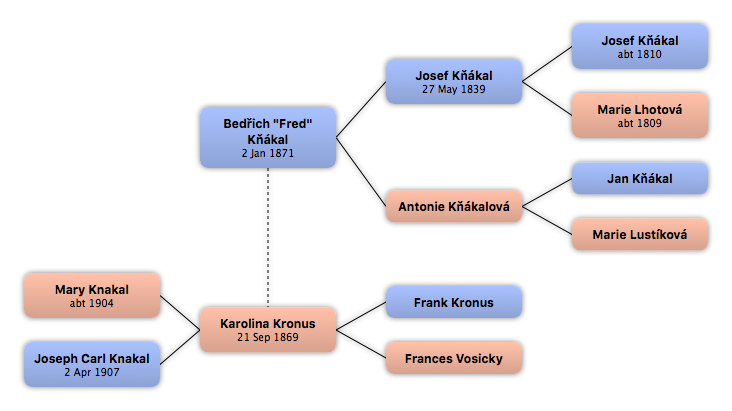 Josef Kňákal
abt 1810
Josef Kňákal
27 May 1839
Marie Lhotová
abt 1809
Bedřich "Fred"
Kňákal
2 Jan 1871
Jan Kňákal
Antonie Kňákalová
Marie Lustíková
Mary Knakal
abt 1904
Frank Kronus
Karolina Kronus
21 Sep 1869
Joseph Carl Knakal
2 Apr 1907
Frances Vosicky